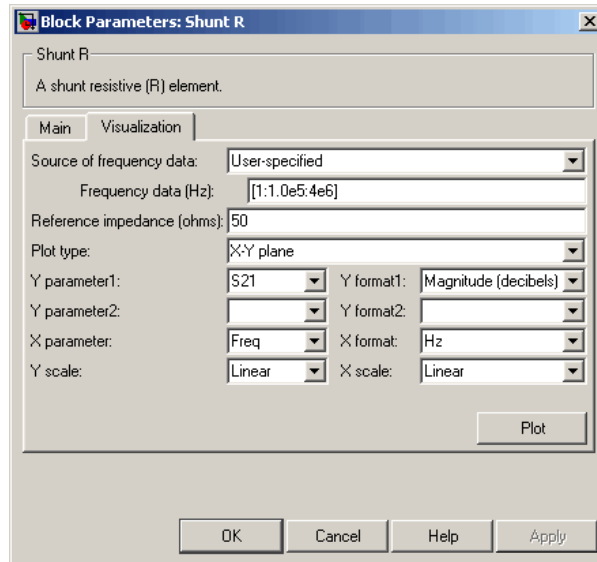 Block Parameters: Shunt R
Shunt R
A shunt resistive (R) element.
Main Visualization
Source of frequency data: User-specified
Frequency data (Hz): [1:1.0e5:4e6]
Reference impedance (ohms): 50
Plot type: X-Y plane
Y parameter1: S21 Y format1: Magnitude (decibels)
Y parameter2: Y format2:
X parameter: Freq X format: Hz
Y scale: Linear X scale: Linear
Plot
OK Cancel Help Apply